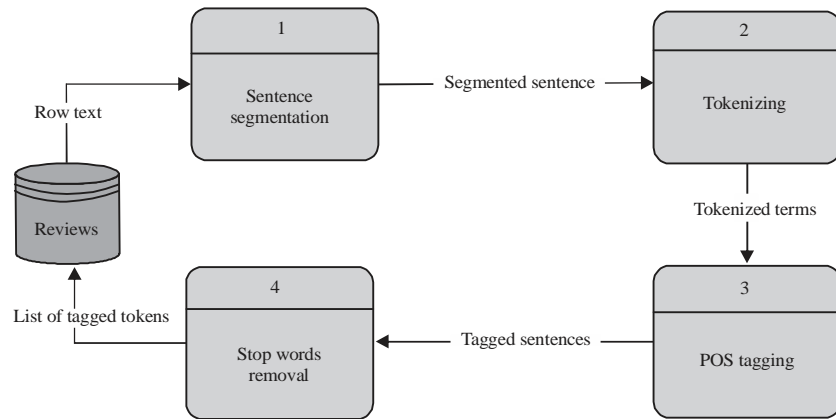 1
Sentence
segmentation
Segmented sentence
2
Tokenizing
Row text
Reviews
Tokenized terms
3
POS tagging
Tagged sentences
4
Stop words
removal
List of tagged tokens